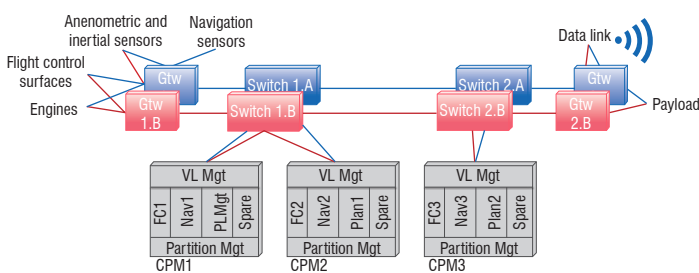 Anenometric and
inertial sensors
Navigation
sensors
Data link
Flight control
surfaces
Engines
Payload
Gtw
Switch 1.A
Switch 2.A
Gtw
Gtw
1.B
Switch 1.B
Switch 2.B
Gtw
2.B
VL Mgt
FC1
Nav1
PLMgt
Spare
Partition Mgt
CPM1
VL Mgt
FC2
Nav2
Plan1
Spare
Partition Mgt
CPM2
VL Mgt
FC3
Nav3
Plan2
Spare
Partition Mgt
CPM3